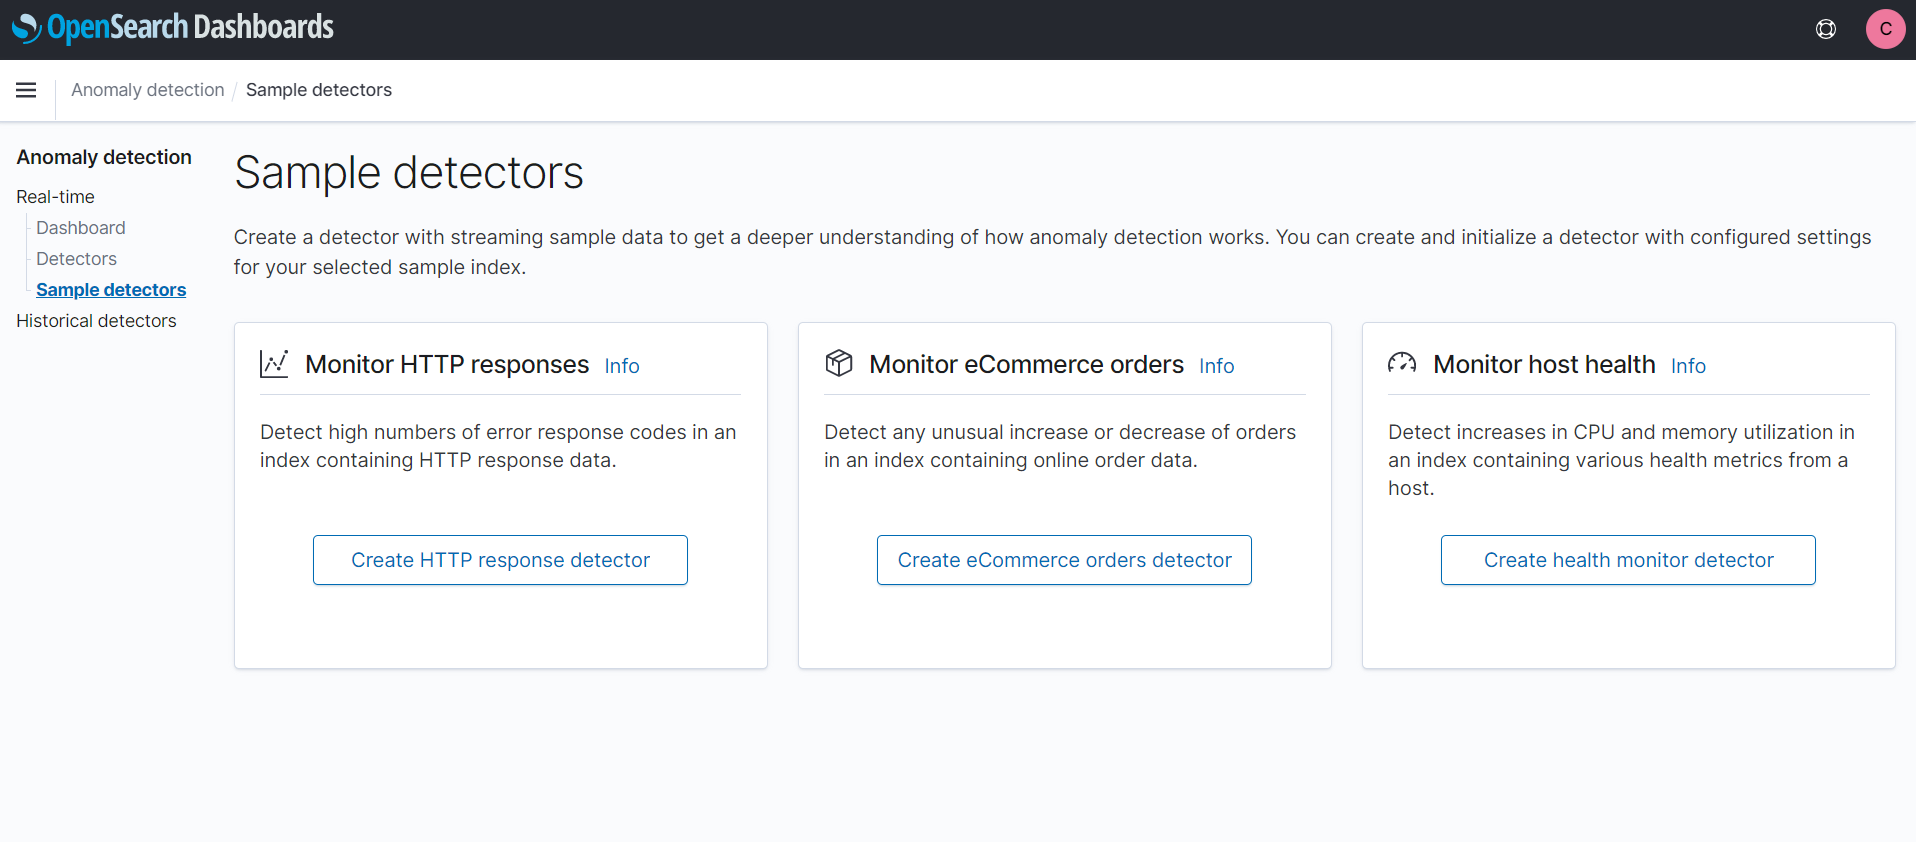 OpenSearch Dashboards
C
Anomaly detection / Sample detectors
Anomaly detection
Real-time
Dashboard
Detectors
Sample detectors
Historical detectors
Sample detectors
Create a detector with streaming sample data to get a deeper understanding of how anomaly detection works. You can create and initialize a detector with configured settings
for your selected sample index.
Monitor HTTP responses Info
Detect high numbers of error response codes in an
index containing HTTP response data.
Create HTTP response detector
Monitor eCommerce orders Info
Detect any unusual increase or decrease of orders
in an index containing online order data.
Create eCommerce orders detector
Monitor host health Info
Detect increases in CPU and memory utilization in
an index containing various health metrics from a
host.
Create health monitor detector